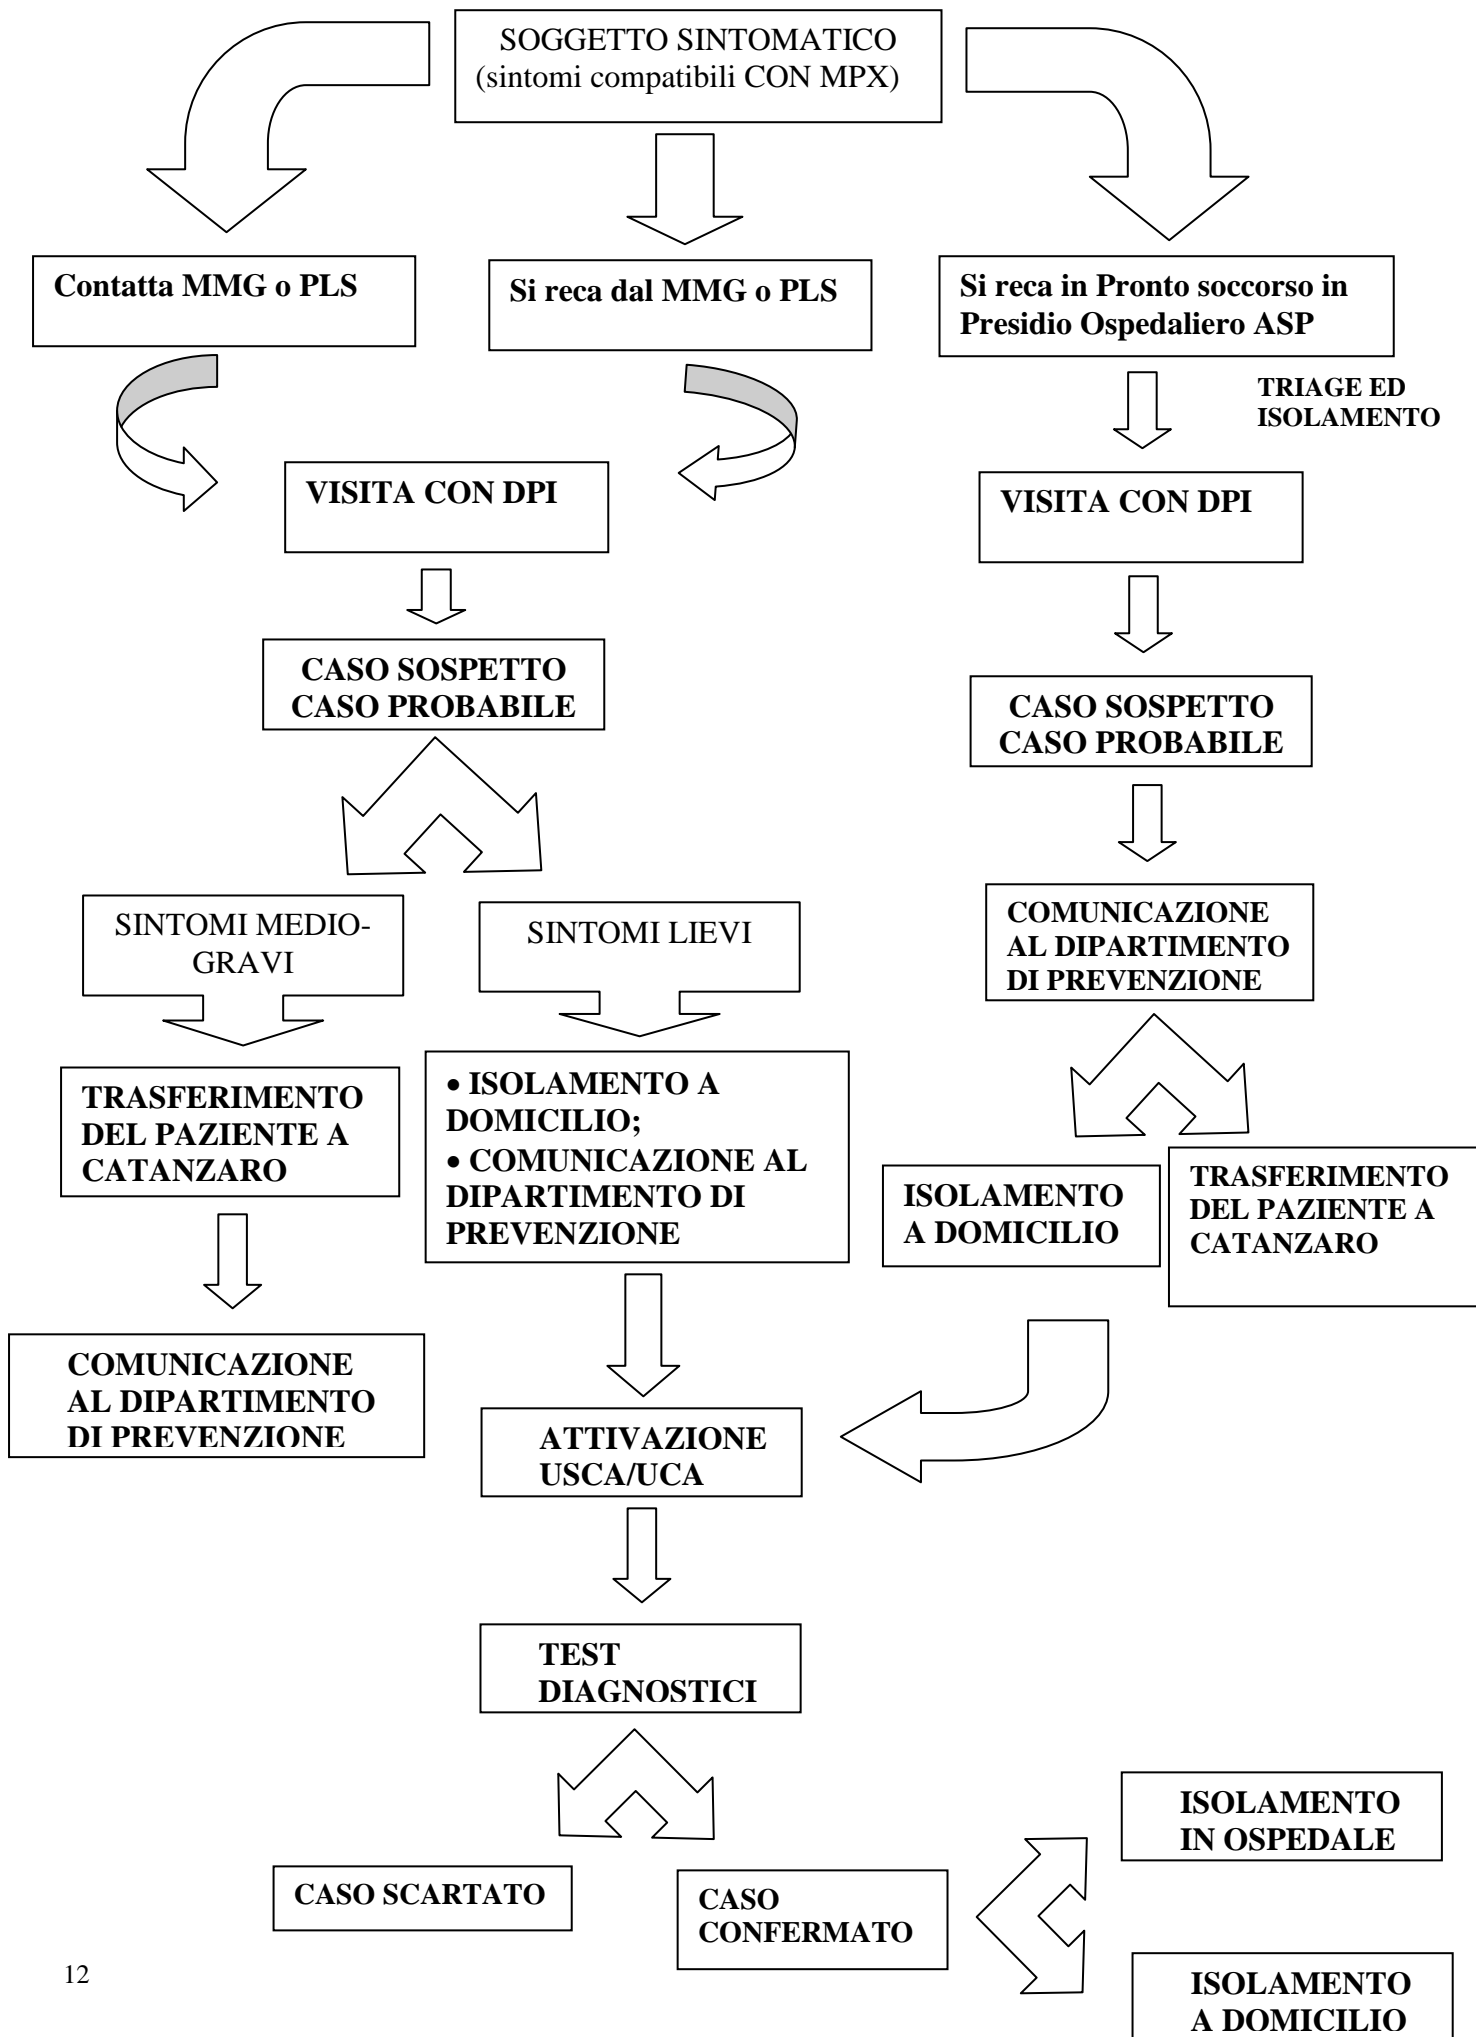 SOGGETTO SINTOMATICO
(sintomi compatibili CON MPX)
Contatta MMG o PLS
Si reca dal MMG o PLS
Si reca in Pronto soccorso in
Presidio Ospedaliero ASP
TRIAGE ED
ISOLAMENTO
VISITA CON DPI
VISITA CON DPI
CASO SOSPETTO
CASO PROBABILE
CASO SOSPETTO
CASO PROBABILE
SINTOMI MEDIO-
GRAVI
SINTOMI LIEVI
COMUNICAZIONE
AL DIPARTIMENTO
DI PREVENZIONE
TRASFERIMENTO
DEL PAZIENTE A
CATANZARO
• ISOLAMENTO A
DOMICILIO;
• COMUNICAZIONE AL
DIPARTIMENTO DI
PREVENZIONE
ISOLAMENTO
A DOMICILIO
TRASFERIMENTO
DEL PAZIENTE A
CATANZARO
COMUNICAZIONE
AL DIPARTIMENTO
DI PREVENZIONE
ATTIVAZIONE
USCA/UCA
TEST
DIAGNOSTICI
CASO SCARTATO
CASO
CONFERMATO
ISOLAMENTO
IN OSPEDALE
ISOLAMENTO
A DOMICILIO
12